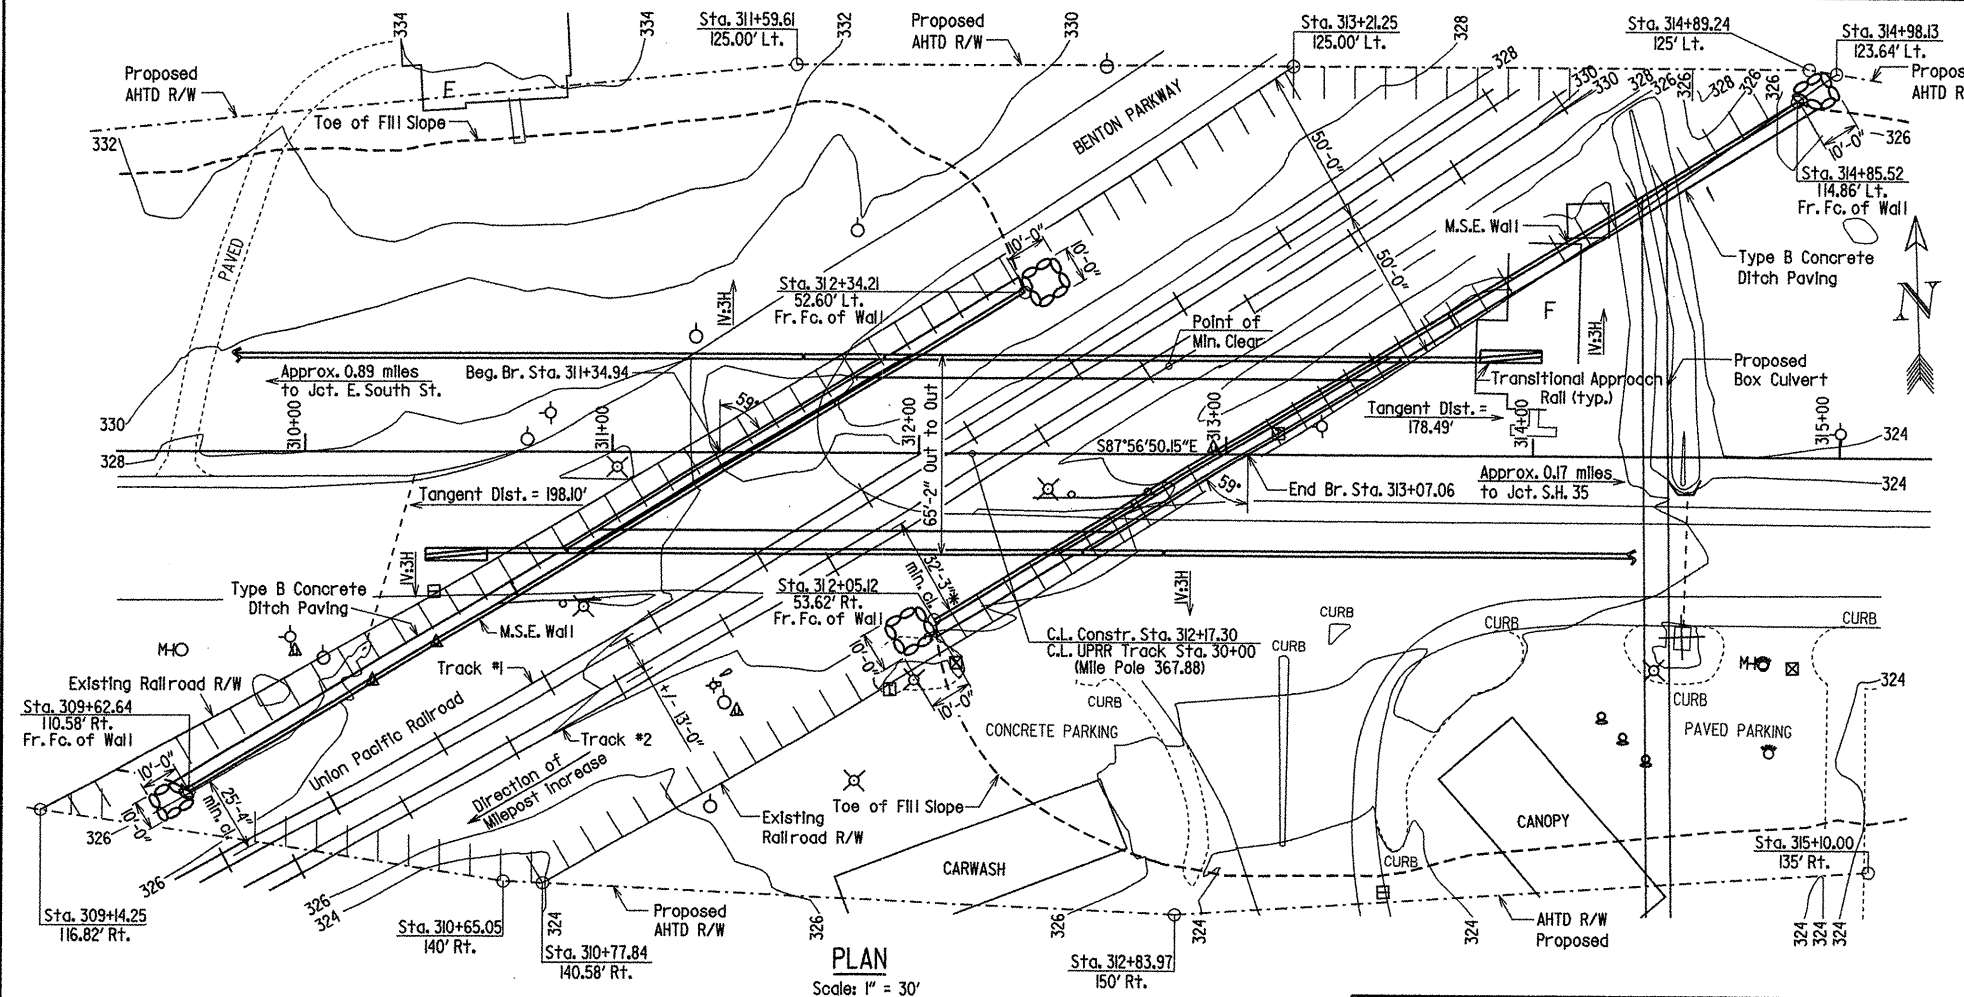 334
334
Sta. 311+59.61
125.00' Lt.
332
Proposed
AHTD R/W
330
Sta. 313+21.25
125.00' Lt.
328
Sta. 314+89.24
125' Lt.
Sta. 314+98.13
123.64' Lt.
Proposed
AHTD R/W
F
Toe of Fill Slope
332
BENTON PARKWAY
328
330
330
328
326
326
328
326
326
Propos
AHTD R
10'-0"
326
Sta. 314+85.52
114.86' Lt.
Fr. Fc. of Wall
PAVED
50'-0"
50'-0"
10'-0"
10'-0"
M.S.E. Wall
Type B Concrete
Ditch Paving
N
Sta. 312+34.21
52.60' Lt.
Fr. Fc. of Wall
1V:3H
Point of
Min. Clear
F
1V:3H
Approx. 0.89 miles
to Jct. E. South St.
Beg. Br. Sta. 311+34.94
59°
Transitional Approach
Rail (typ.)
Proposed
Box Culvert
330
310+00
311+00
312+00
65'-2" Out to Out
313+00
Tangent Dist. =
178.49'
314+00
315+00
328
S87°56'50.15"E
324
Tangent Dist. = 198.10'
59°
End Br. Sta. 313+07.06
Approx. 0.17 miles
to Jct. S.H. 35
324
1V:3H
32'-3"*
min. cl.
1V:3H
Type B Concrete
Ditch Paving
M.S.E. Wall
Sta. 312+05.12
53.62' Rt.
Fr. Fc. of Wall
C.L. Constr. Sta. 312+17.30
C.L. UPRR Track Sta. 30+00
(Mile Pole 367.88)
CURB
CURB
CURB
CURB
MHO
MHO
Track #1
10'-0"
10'-0"
Existing Railroad R/W
Sta. 309+62.64
110.58' Rt.
Fr. Fc. of Wall
Union Pacific Railroad
+/- 13'-0"
CURB
CONCRETE PARKING
CURB
PAVED PARKING
324
Track #2
10'-0"
10'-0"
25'-4"
min. cl.
Direction of
Milepost Increase
Existing
Railroad R/W
Toe of Fill Slope
CARWASH
CANOPY
CURB
326
326
Sta. 315+10.00
135' Rt.
Sta. 309+14.25
116.82' Rt.
326
324
Sta. 310+65.05
140' Rt.
324
Sta. 310+77.84
140.58' Rt.
Proposed
AHTD R/W
326
326
Sta. 312+83.97
150' Rt.
324
324
AHTD R/W
Proposed
324
324
324
PLAN
Scale: 1" = 30'